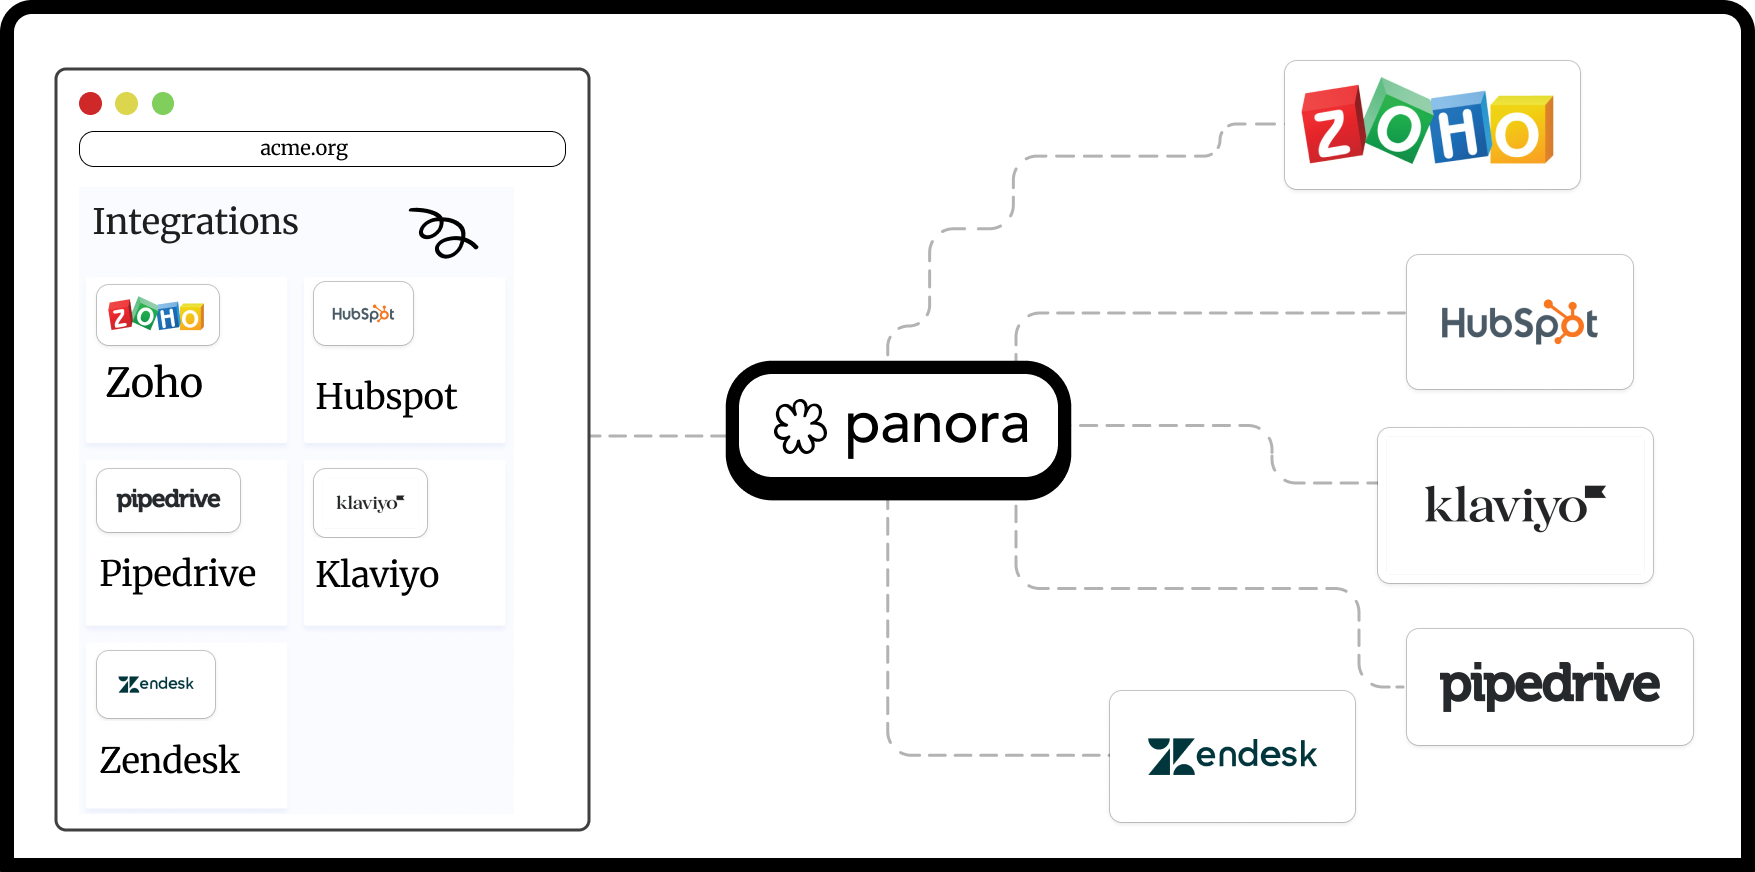 acme.org
Integrations
ZOHO
Zoho
HubSpot
Hubspot
pipedrive
Pipedrive
klaviyo
Klaviyo
Zendesk
Zendesk
panora
ZOHO
HubSpot
klaviyo
pipedrive
Zendesk